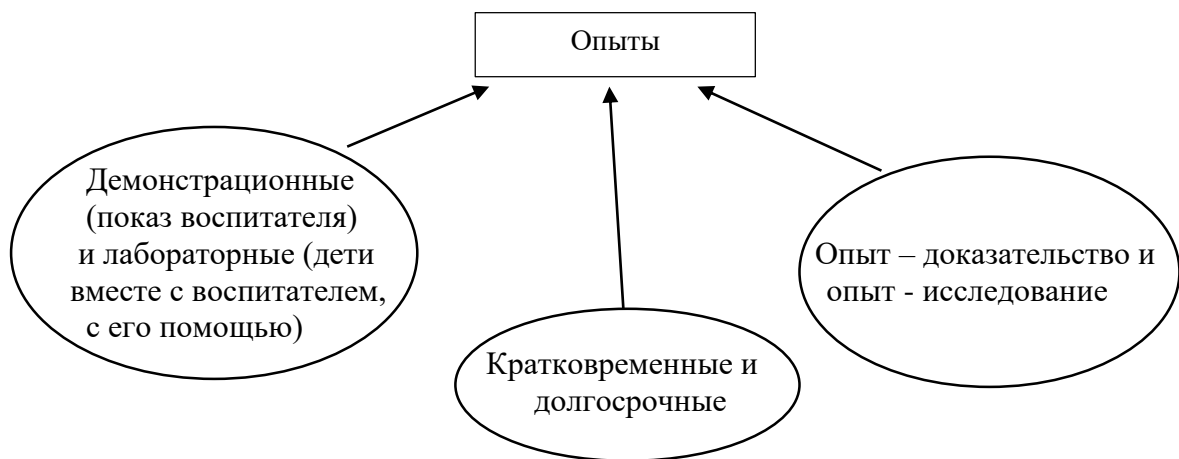 Опыты
Демонстрационные
(показ воспитателя)
и лабораторные (дети
вместе с воспитателем,
с его помощью)
Кратковременные и
долгосрочные
Опыт – доказательство и
опыт - исследование